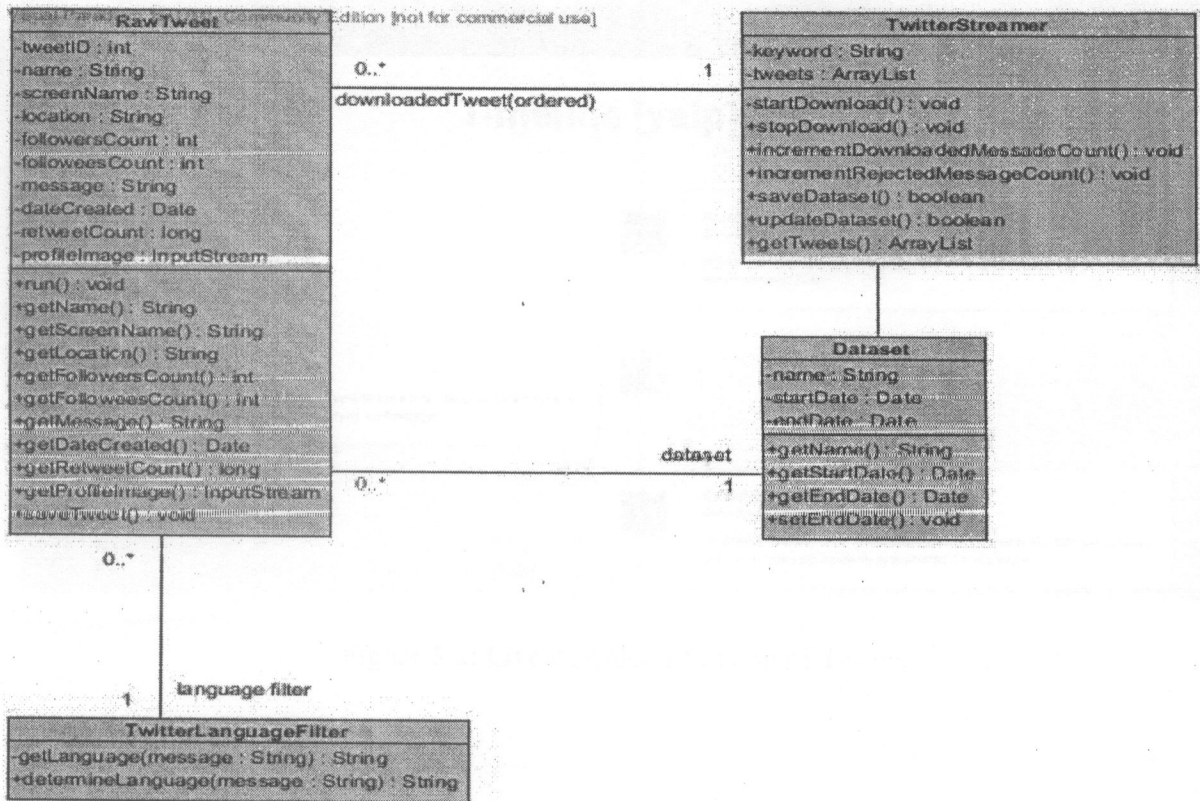 Edition [not for commercial use]
RawTweet
-tweetID : int
-name : String
-screenName : String
-location : String
-followersCount : int
-followeesCount : int
-message : String
-dateCreated : Date
-retweetCount : long
-profileImage : InputStream
+run() : void
+getName() : String
+getScreenName() : String
+getLocation() : String
+getFollowersCount() : int
+getFolloweesCount() : int
+getMessage() : String
+getDateCreated() : Date
+getRetweetCount() : long
+getProfileImage() : InputStream
+saveTweet() : void
0..*
1
downloadedTweet(ordered)
TwitterStreamer
-keyword : String
-tweets : ArrayList
-startDownload() : void
+stopDownload() : void
+incrementDownloadedMessadeCount() : void
+incrementRejectedMessageCount() : void
+saveDataset() : boolean
+updateDataset() : boolean
+getTweets() : ArrayList
Dataset
-name : String
-startDate : Date
-endDate : Date
+getName() : String
+getStartDate() : Date
+getEndDate() : Date
+setEndDate() : void
dataset
0..*
1
0..*
language filter
1
TwitterLanguageFilter
-getLanguage(message : String) : String
+determineLanguage(message : String) : String